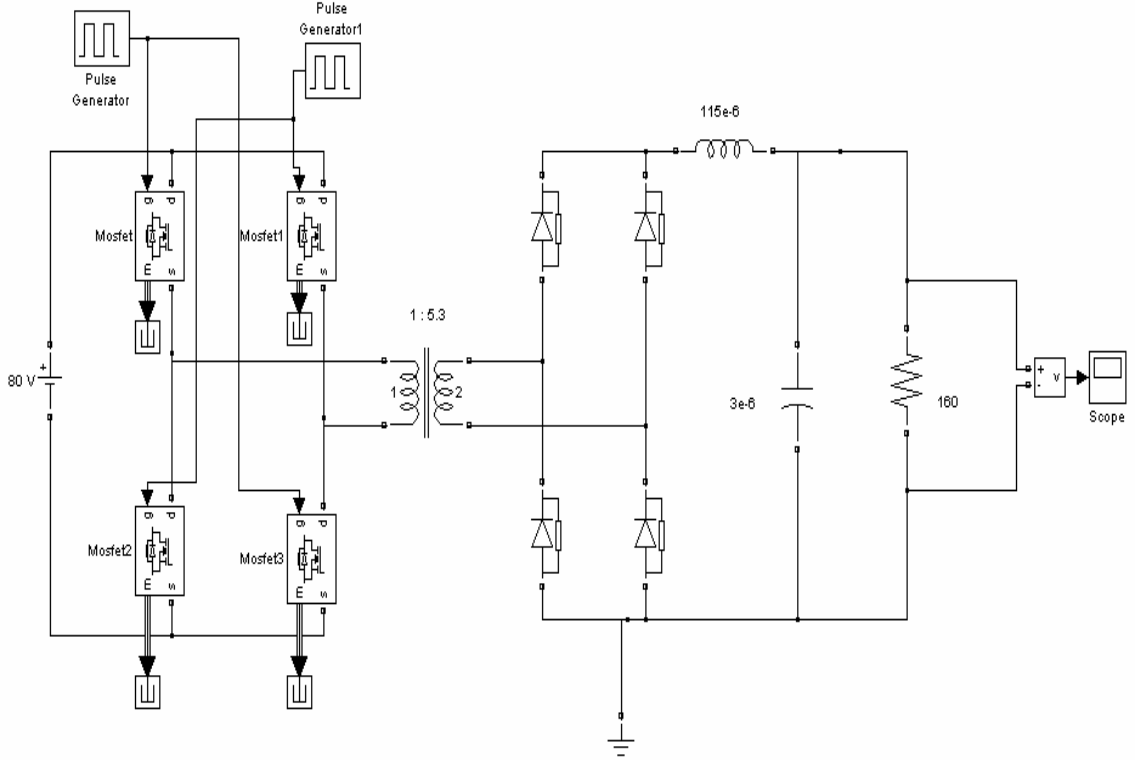 Pulse
Generator
Pulse
Generator1
g d
Mosfet
m s
g d
Mosfet1
m s
80 V
+
1 : 5.3
1 2
g d
Mosfet2
m s
g d
Mosfet3
m s
115e-6
3e-6
160
+
-
v
Scope